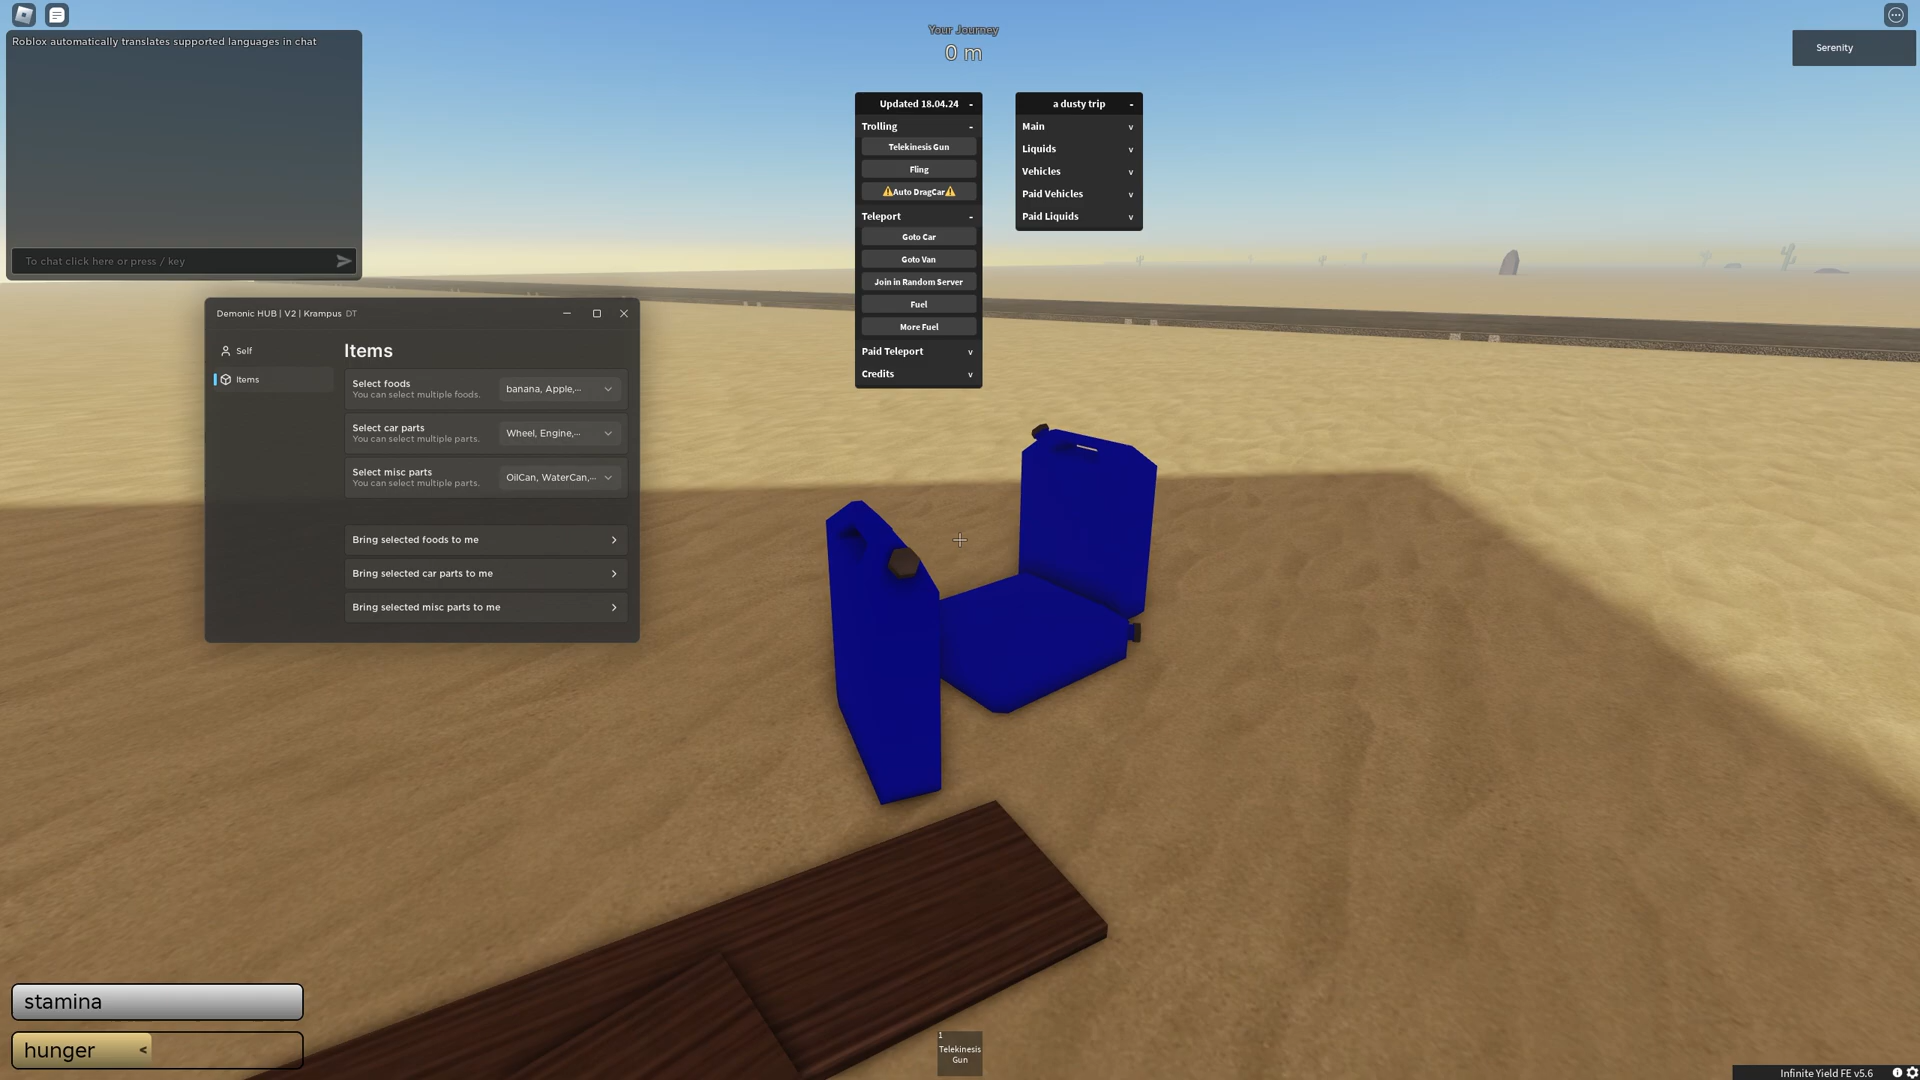 Roblox automatically translates supported languages in chat
To chat click here or press / key
Your Journey
0 m
Serenity
Updated 18.04.24 -
Trolling -
Telekinesis Gun
Fling
⚠️Auto DragCar⚠️
Teleport -
Goto Car
Goto Van
Join in Random Server
Fuel
More Fuel
Paid Teleport v
Credits v
a dusty trip -
Main v
Liquids v
Vehicles v
Paid Vehicles v
Paid Liquids v
Demonic HUB | V2 | Krampus DT
Self
Items
Items
Select foods
You can select multiple foods.
banana, Apple,...
Select car parts
You can select multiple parts.
Wheel, Engine,...
Select misc parts
You can select multiple parts.
OilCan, WaterCan,...
Bring selected foods to me
Bring selected car parts to me
Bring selected misc parts to me
stamina
hunger <
1
Telekinesis
Gun
Infinite Yield FE v5.6